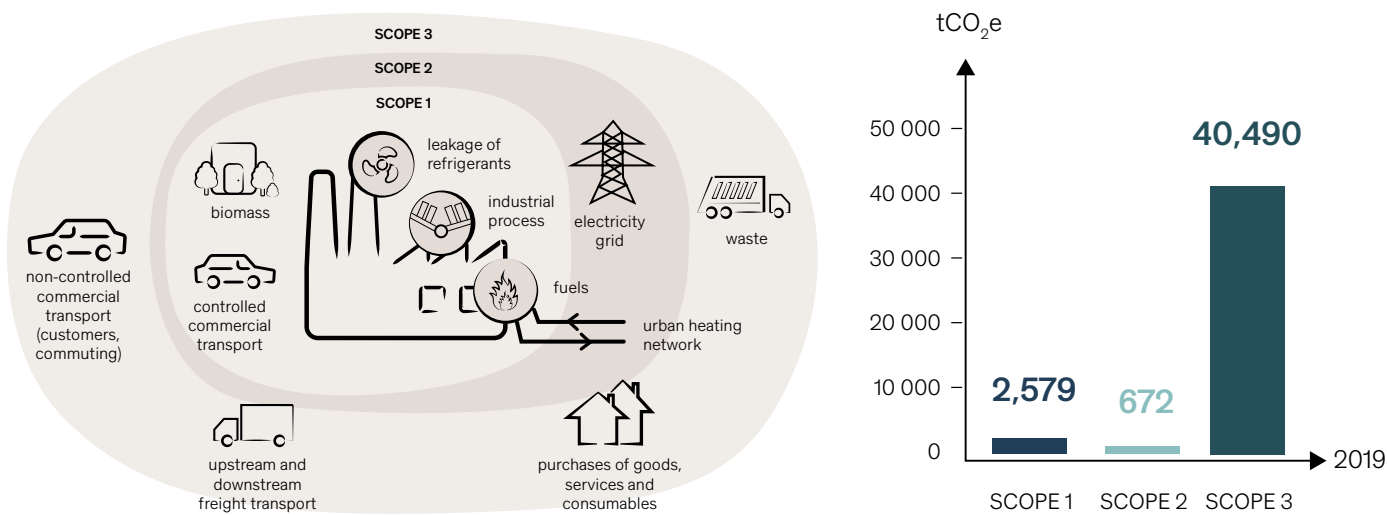 SCOPE 3
SCOPE 2
SCOPE 1
leakage of
refrigerants
biomass
industrial
process
electricity
grid
waste
non-controlled
commercial
transport
(customers,
commuting)
controlled
commercial
transport
fuels
urban heating
network
upstream and
downstream
freight transport
purchases of goods,
services and
consumables
tCO₂e
50 000
40 000
30 000
20 000
10 000
0
2,579
672
40,490
2019
SCOPE 1
SCOPE 2
SCOPE 3